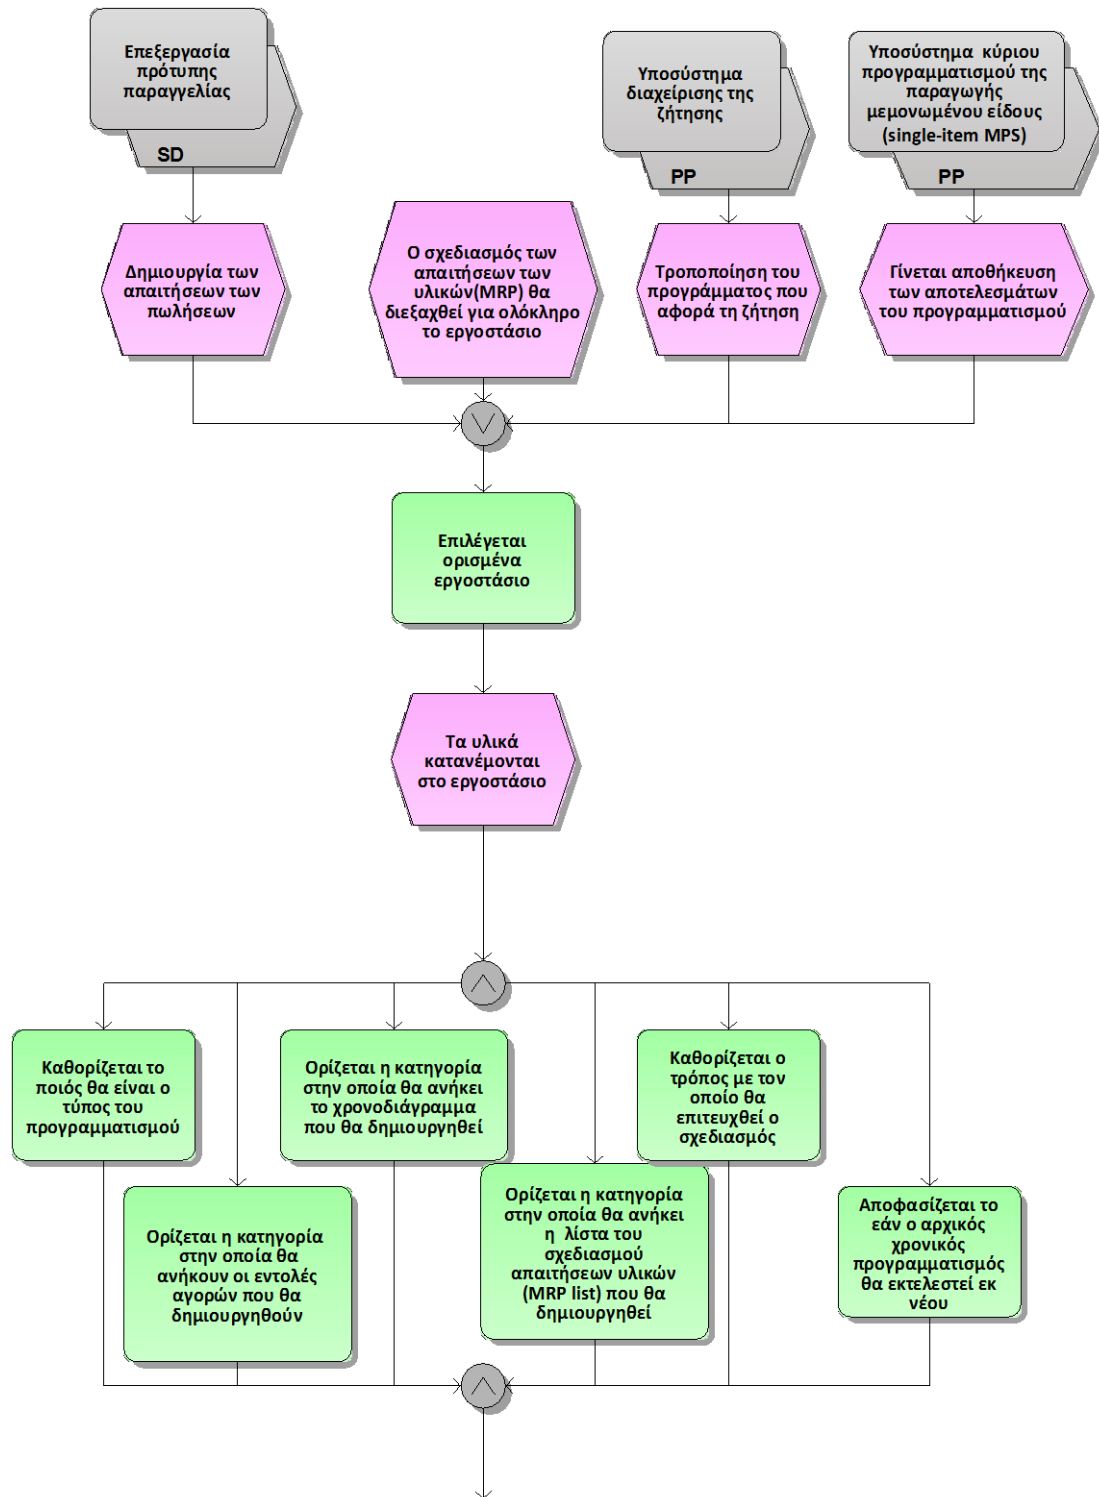 Επεξεργασία
πρότυπης
παραγγελίας
SD
Υποσύστημα
διαχείρισης της
ζήτησης
PP
Υποσύστημα κύριου
προγραμματισμού της
παραγωγής
μεμονωμένου είδους
(single-item MPS)
PP
Δημιουργία των
απαιτήσεων των
πωλήσεων
Ο σχεδιασμός των
απαιτήσεων των
υλικών(MRP) θα
διεξαχθεί για ολόκληρο
το εργοστάσιο
Τροποποίηση του
προγράμματος που
αφορά τη ζήτηση
Γίνεται αποθήκευση
των αποτελεσμάτων
του προγραμματισμού
Επιλέγεται
ορισμένα
εργοστάσιο
Τα υλικά
κατανέμονται
στο εργοστάσιο
Καθορίζεται το
ποιός θα είναι ο
τύπος του
προγραμματισμού
Ορίζεται η κατηγορία
στην οποία θα ανήκει
το χρονοδιάγραμμα
που θα δημιουργηθεί
Καθορίζεται ο
τρόπος με τον
οποίο θα
επιτευχθεί ο
σχεδιασμός
Ορίζεται η κατηγορία
στην οποία θα
ανήκουν οι εντολές
αγορών που θα
δημιουργηθούν
Ορίζεται η κατηγορία
στην οποία θα ανήκει
η λίστα του
σχεδιασμού
απαιτήσεων υλικών
(MRP list) που θα
δημιουργηθεί
Αποφασίζεται το
εάν ο αρχικός
χρονικός
προγραμματισμός
θα εκτελεστεί εκ
νέου